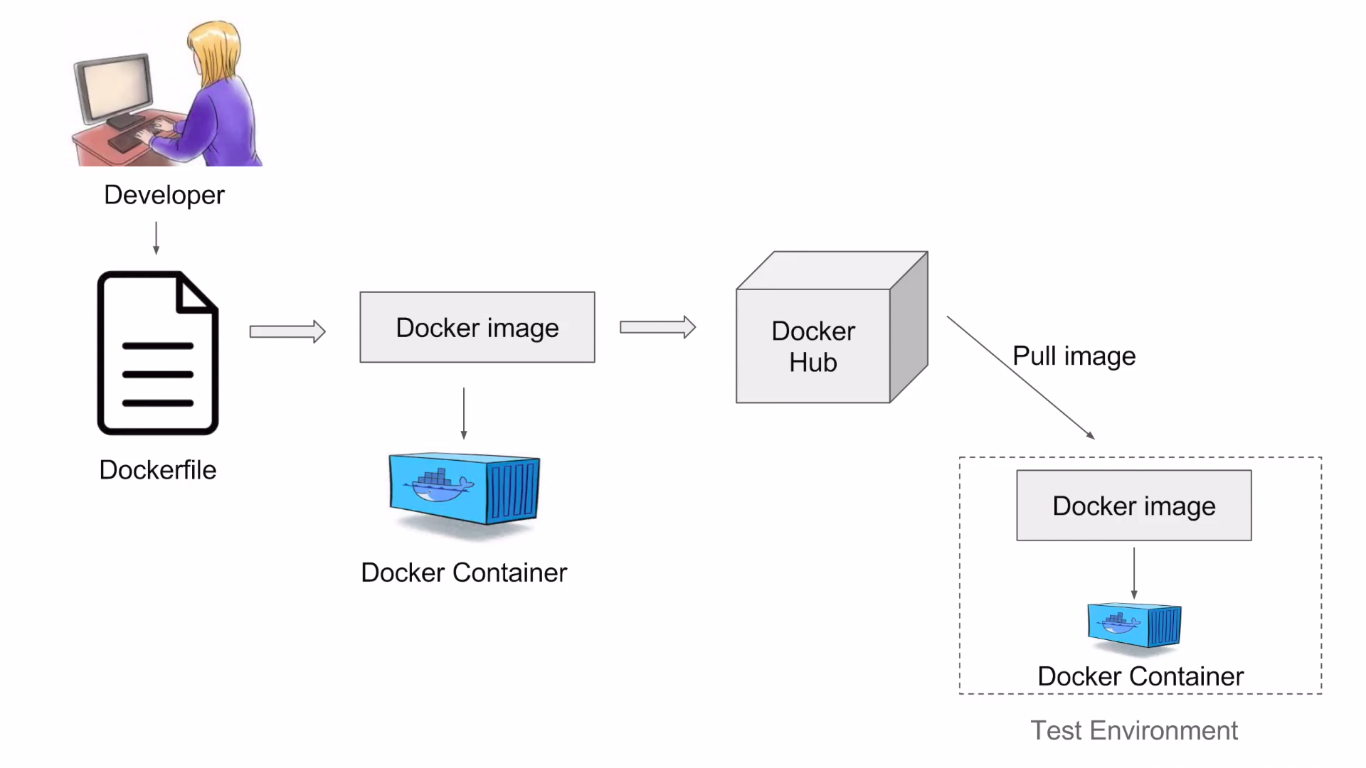 Developer
Dockerfile
Docker image
Docker Container
Docker
Hub
Pull image
Docker image
Docker Container
Test Environment